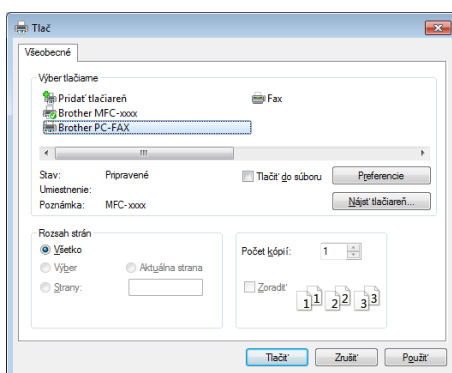 Tlač
Všeobecné
Výber tlačiarne
Pridať tlačiareň
Fax
Brother MFC-xxxx
Brother PC-FAX
Stav: Pripravené
Tlačiť do súboru
Preferencie
Umiestnenie:
Poznámka: MFC-xxxx
Nájsť tlačiareň...
Rozsah strán
Všetko
Počet kópií: 1
Výber
Aktuálna strana
Strany:
Zoradiť
1 1 2 2 3 3
Tlačiť
Zrušiť
Použiť